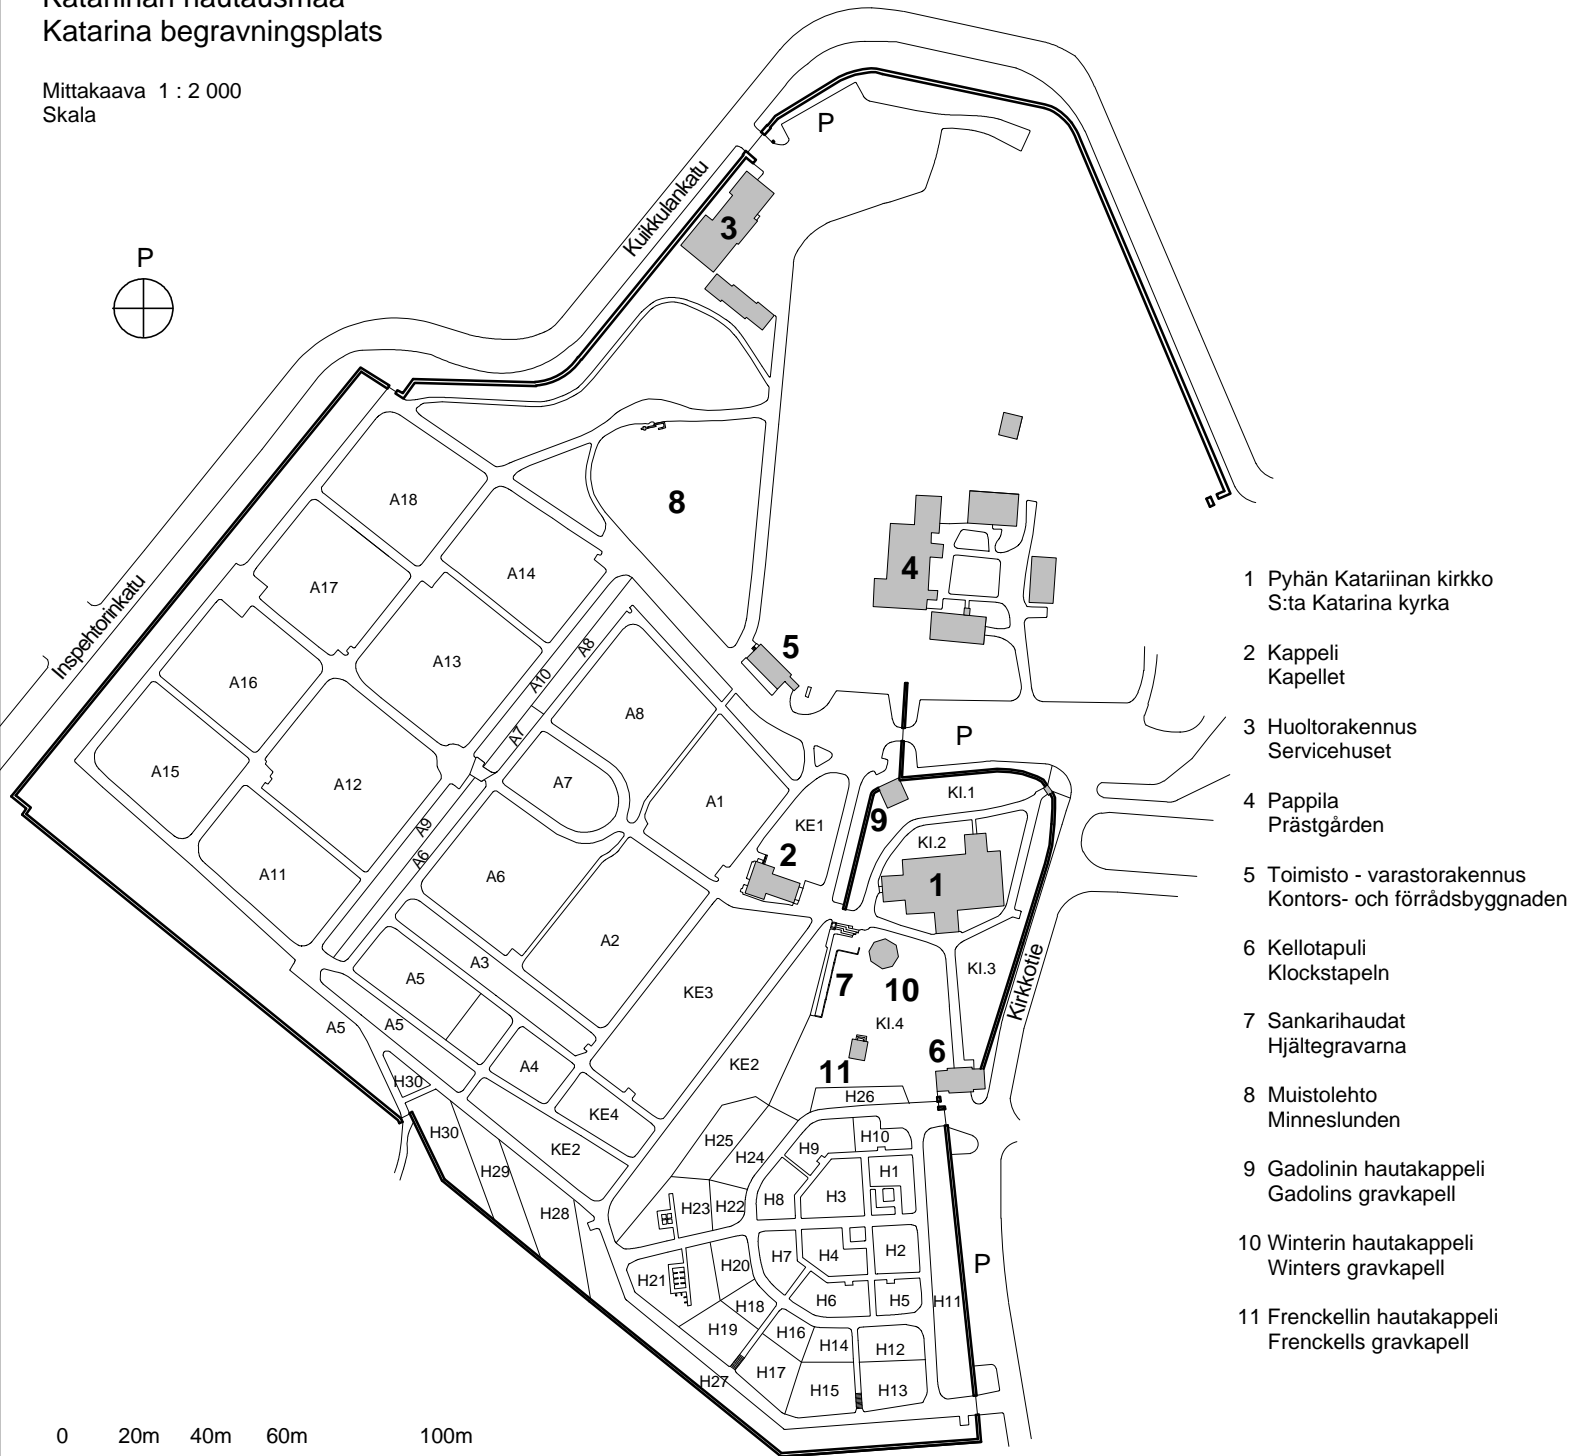 Katariinan hautausmaa
Katarina begravningsplats
Mittakaava 1 : 2 000
Skala
P
P
Kuikkulankatu
3
Inspehtorinkatu
8
4
5
P
A18
A14
A17
A13
A8
A10
A16
A8
A7
A15
A12
A7
A1
A9
A6
A11
A6
A2
A3
A5
A5
A5
A4
KE1
2
9
KI.1
KI.2
1
KI.3
Kirkkotie
7
10
KI.4
11
6
KE3
KE2
KE4
KE2
H30
H30
H29
H28
H26
H25
H24
H9
H10
H1
H8
H3
H23
H22
H7
H4
H2
H21
H20
H18
H6
H5
H11
P
H19
H16
H14
H12
H17
H15
H13
H27
1 Pyhän Katariinan kirkko
S:ta Katarina kyrka
2 Kappeli
Kapellet
3 Huoltorakennus
Servicehuset
4 Pappila
Prästgården
5 Toimisto - varastorakennus
Kontors- och förrådsbyggnaden
6 Kellotapuli
Klockstapeln
7 Sankarihaudat
Hjältegravarna
8 Muistolehto
Minneslunden
9 Gadolinin hautakappeli
Gadolins gravkapell
10 Winterin hautakappeli
Winters gravkapell
11 Frenckellin hautakappeli
Frenckells gravkapell
0 20m 40m 60m 100m